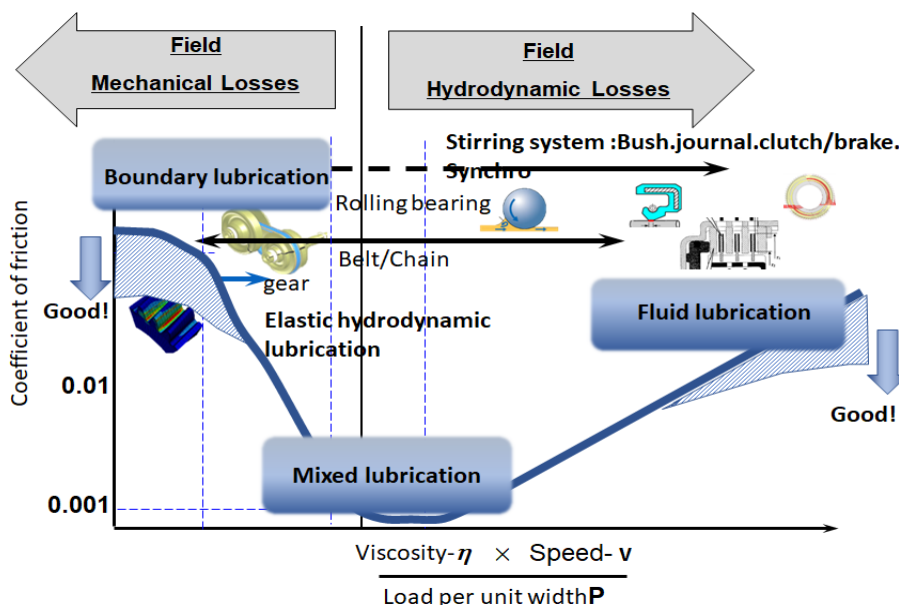 Field
Mechanical Losses
Field
Hydrodynamic Losses
Stirring system :Bush.journal.clutch/brake.
Synchro
Boundary lubrication
Rolling bearing
Belt/Chain
gear
Good!
Elastic hydrodynamic
lubrication
Fluid lubrication
Coefficient of friction
0.01
Good!
Mixed lubrication
0.001
Viscosity-η × Speed- v
Load per unit widthP